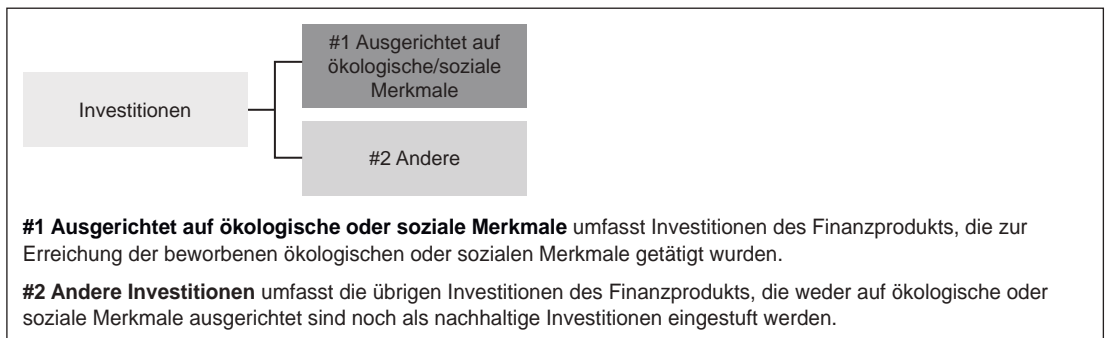 #1 Ausgerichtet auf
ökologische/soziale
Merkmale
Investitionen
#2 Andere
#1 Ausgerichtet auf ökologische oder soziale Merkmale umfasst Investitionen des Finanzprodukts, die zur
Erreichung der beworbenen ökologischen oder sozialen Merkmale getätigt wurden.
#2 Andere Investitionen umfasst die übrigen Investitionen des Finanzprodukts, die weder auf ökologische oder
soziale Merkmale ausgerichtet sind noch als nachhaltige Investitionen eingestuft werden.